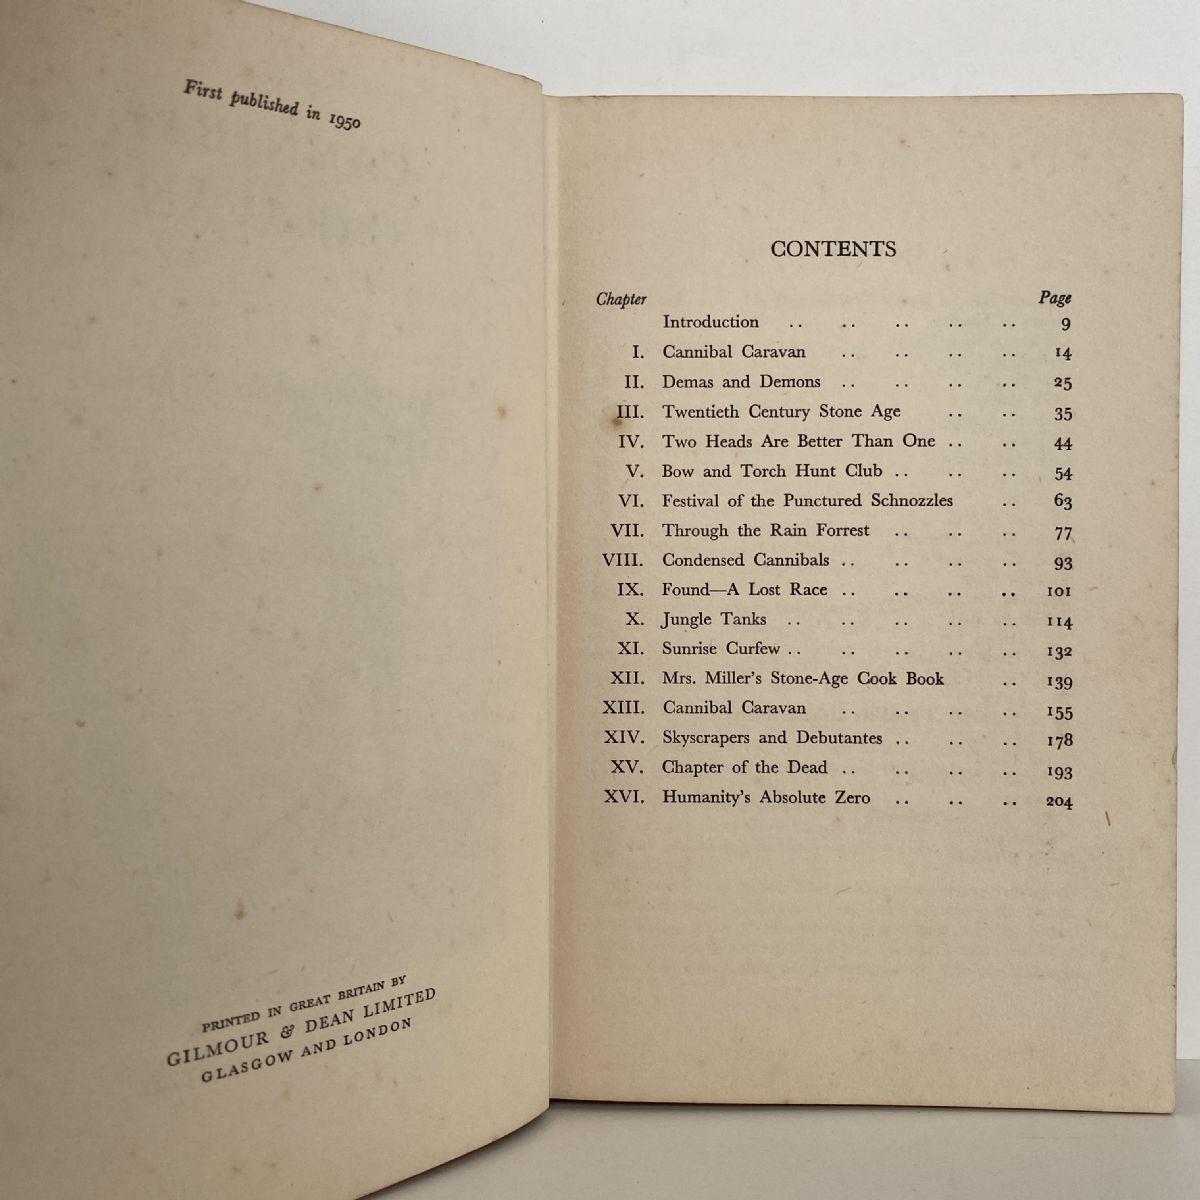 First published in 1950
PRINTED IN GREAT BRITAIN BY
GILMOUR & DEAN LIMITED
GLASGOW AND LONDON
CONTENTS
Chapter Page
Introduction .. .. .. .. .. 9
I. Cannibal Caravan .. .. .. .. 14
II. Demas and Demons .. .. .. .. 25
III. Twentieth Century Stone Age .. .. 35
IV. Two Heads Are Better Than One .. .. 44
V. Bow and Torch Hunt Club .. .. .. 54
VI. Festival of the Punctured Schnozzles .. 63
VII. Through the Rain Forrest .. .. .. 77
VIII. Condensed Cannibals .. .. .. .. 93
IX. Found—A Lost Race .. .. .. .. 101
X. Jungle Tanks .. .. .. .. .. 114
XI. Sunrise Curfew .. .. .. .. .. 132
XII. Mrs. Miller's Stone-Age Cook Book .. 139
XIII. Cannibal Caravan .. .. .. .. 155
XIV. Skyscrapers and Debutantes .. .. .. 178
XV. Chapter of the Dead .. .. .. .. 193
XVI. Humanity's Absolute Zero .. .. .. 204